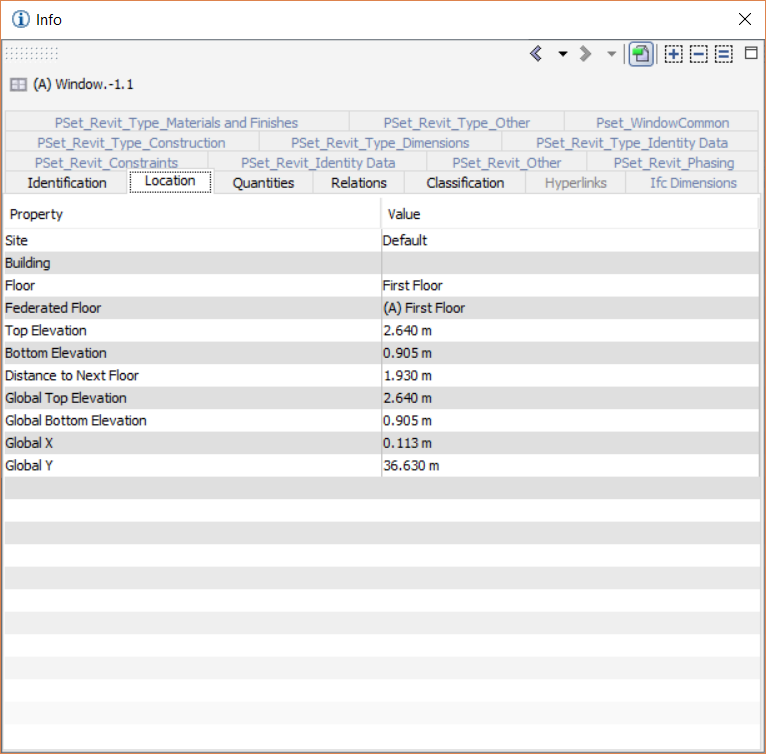 Info
(A) Window.-1.1
PSet_Revit_Type_Materials and Finishes PSet_Revit_Type_Other Pset_WindowCommon
PSet_Revit_Type_Construction PSet_Revit_Type_Dimensions PSet_Revit_Type_Identity Data
PSet_Revit_Constraints PSet_Revit_Identity Data PSet_Revit_Other PSet_Revit_Phasing
Identification Location Quantities Relations Classification Hyperlinks Ifc Dimensions
Property Value
Site Default
Building
Floor First Floor
Federated Floor (A) First Floor
Top Elevation 2.640 m
Bottom Elevation 0.905 m
Distance to Next Floor 1.930 m
Global Top Elevation 2.640 m
Global Bottom Elevation 0.905 m
Global X 0.113 m
Global Y 36.630 m